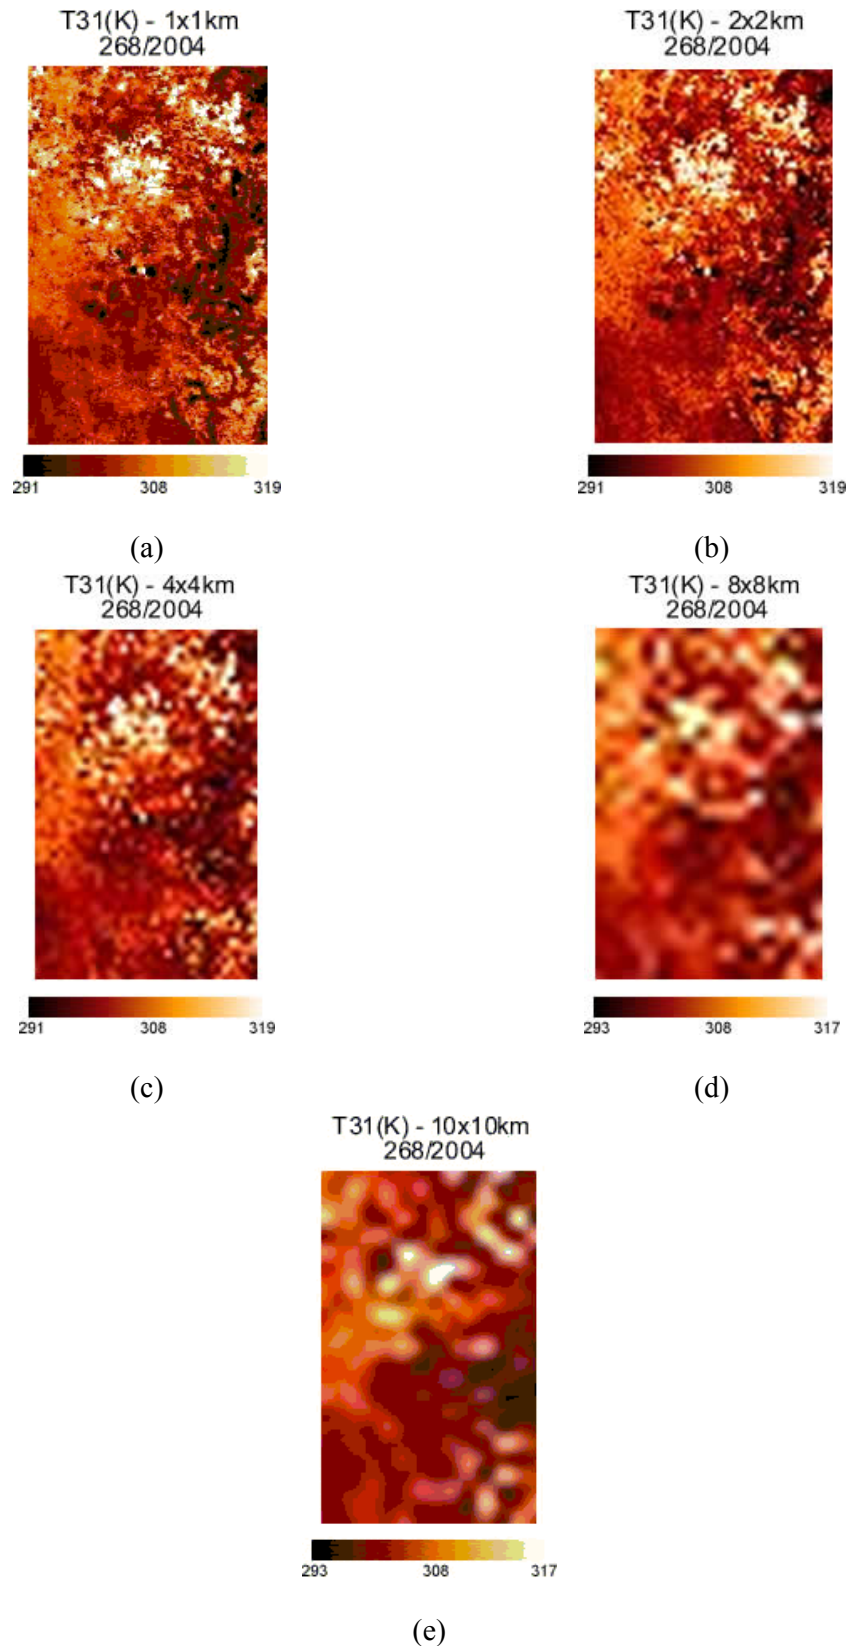 T31(K) - 1x1km
268/2004
T31(K) - 2x2km
268/2004
291 308 319
291 308 319
(a)
(b)
T31(K) - 4x4km
268/2004
T31(K) - 8x8km
268/2004
291 308 319
293 308 317
(c)
(d)
T31(K) - 10x10km
268/2004
293 308 317
(e)